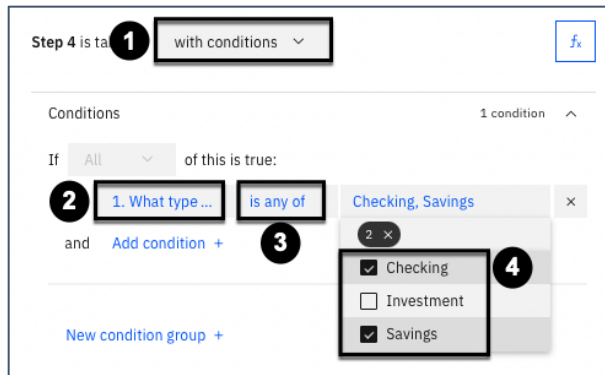 Step 4 is ta 1 with conditions fx
Conditions 1 condition
If All of this is true:
2 1. What type ... is any of Checking, Savings
and Add condition + 3 2 ×
Checking 4
Investment
New condition group + Savings